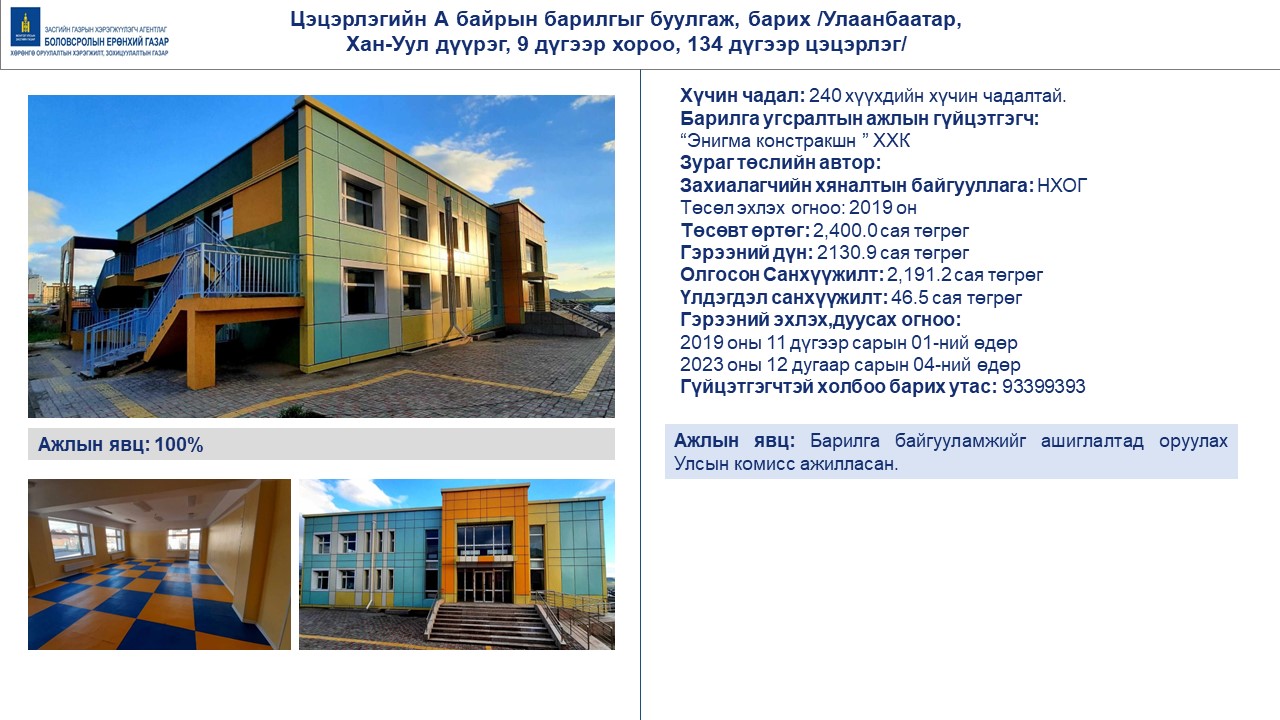 ЗАСГИЙН ГАЗРЫН ХЭРЭГЖҮҮЛЭГЧ АГЕНТЛАГ
БОЛОВСРОЛЫН ЕРӨНХИЙ ГАЗАР
ХӨРӨНГӨ ОРУУЛАЛТЫН ХЭРЭГЖИЛТ, ЗОХИЦУУЛАЛТЫН ГАЗАР
Цэцэрлэгийн А байрын барилгыг буулгаж, барих /Улаанбаатар,
Хан-Уул дүүрэг, 9 дүгээр хороо, 134 дүгээр цэцэрлэг/
Хүчин чадал: 240 хүүхдийн хүчин чадалтай.
Барилга угсралтын ажлын гүйцэтгэгч:
“Энигма констракшн ” ХХК
Зураг төслийн автор:
Захиалагчийн хяналтын байгууллага: НХОГ
Төсөл эхлэх огноо: 2019 он
Төсөвт өртөг: 2,400.0 сая төгрөг
Гэрээний дүн: 2130.9 сая төгрөг
Олгосон Санхүүжилт: 2,191.2 сая төгрөг
Үлдэгдэл санхүүжилт: 46.5 сая төгрөг
Гэрээний эхлэх,дуусах огноо:
2019 оны 11 дүгээр сарын 01-ний өдөр
2023 оны 12 дугаар сарын 04-ний өдөр
Гүйцэтгэгчтэй холбоо барих утас: 93399393
Ажлын явц: 100%
Ажлын явц: Барилга байгууламжийг ашиглалтад оруулах
Улсын комисс ажилласан.